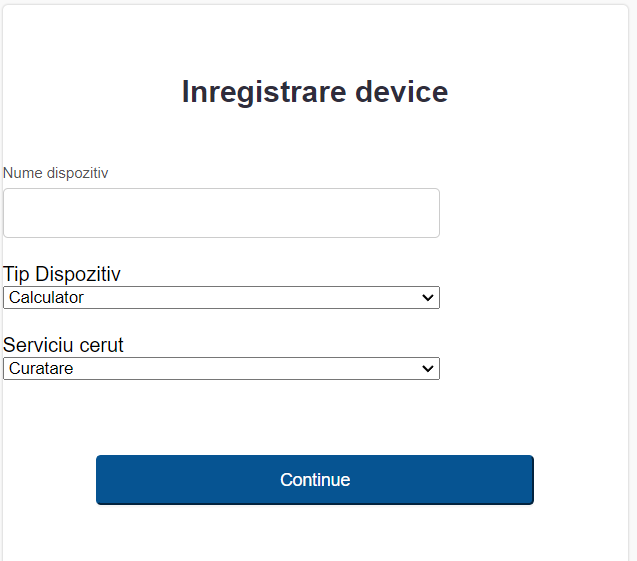 Inregistrare device
Nume dispozitiv
Tip Dispozitiv
Calculator
Serviciu cerut
Curatare
Continue